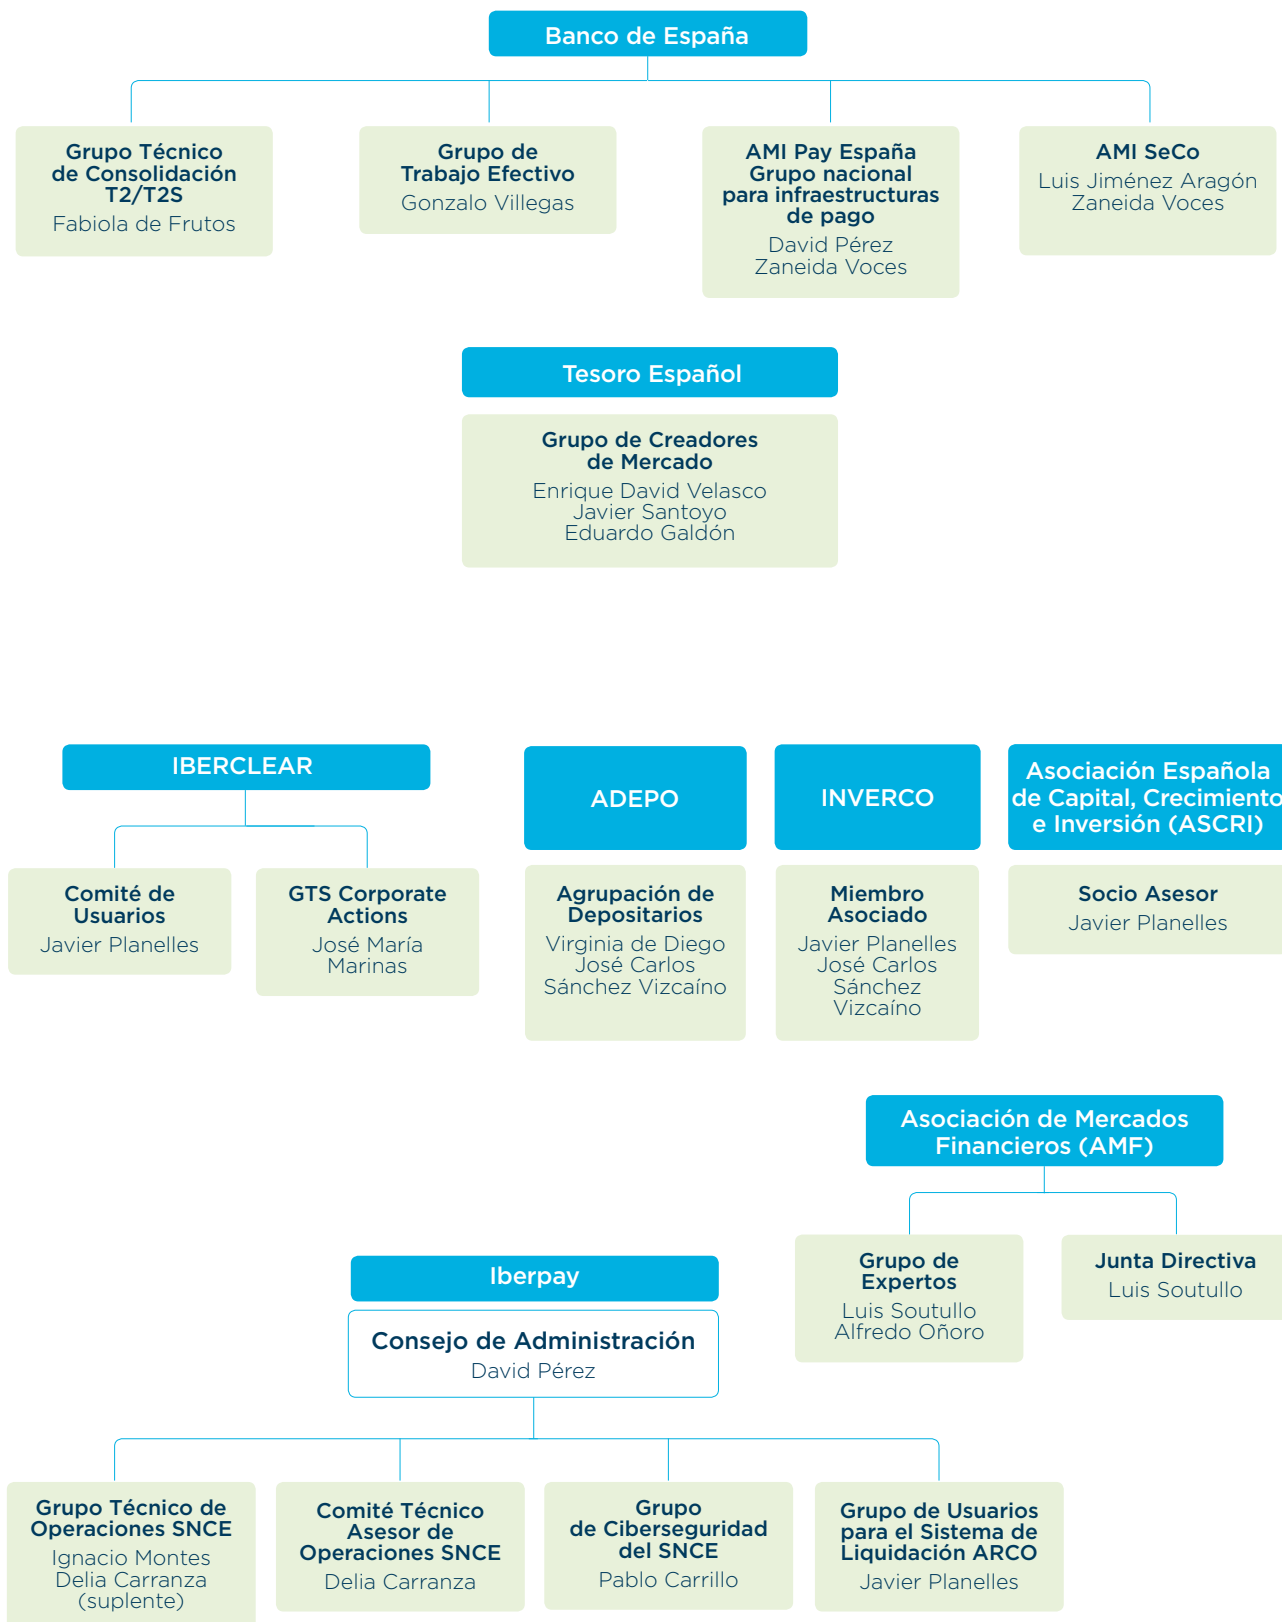 Banco de España
Grupo Técnico
de Consolidación
T2/T2S
Fabiola de Frutos
Grupo de
Trabajo Efectivo
Gonzalo Villegas
AMI Pay España
Grupo nacional
para infraestructuras
de pago
David Pérez
Zaneida Voces
AMI SeCo
Luis Jiménez Aragón
Zaneida Voces
Tesoro Español
Grupo de Creadores
de Mercado
Enrique David Velasco
Javier Santoyo
Eduardo Galdón
IBERCLEAR
Comité de
Usuarios
Javier Planelles
GTS Corporate
Actions
José María
Marinas
ADEPO
Agrupación de
Depositarios
Virginia de Diego
José Carlos
Sánchez Vizcaíno
INVERCO
Miembro
Asociado
Javier Planelles
José Carlos
Sánchez
Vizcaíno
Asociación Española
de Capital, Crecimiento
e Inversión (ASCRI)
Socio Asesor
Javier Planelles
Asociación de Mercados
Financieros (AMF)
Grupo de
Expertos
Luis Soutullo
Alfredo Oñoro
Junta Directiva
Luis Soutullo
Iberpay
Consejo de Administración
David Pérez
Grupo Técnico de
Operaciones SNCE
Ignacio Montes
Delia Carranza
(suplente)
Comité Técnico
Asesor de
Operaciones SNCE
Delia Carranza
Grupo
de Ciberseguridad
del SNCE
Pablo Carrillo
Grupo de Usuarios
para el Sistema de
Liquidación ARCO
Javier Planelles